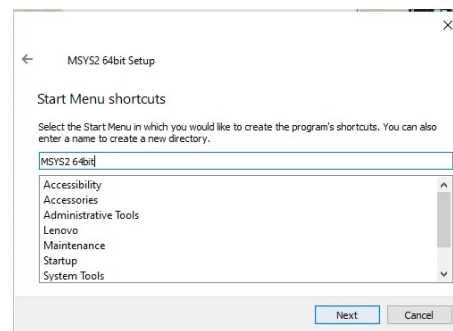 MSYS2 64bit Setup
Start Menu shortcuts
Select the Start Menu in which you would like to create the program's shortcuts. You can also
enter a name to create a new directory.
MSYS2 64bit
Accessibility
Accessories
Administrative Tools
Lenovo
Maintenance
Startup
System Tools
Next Cancel